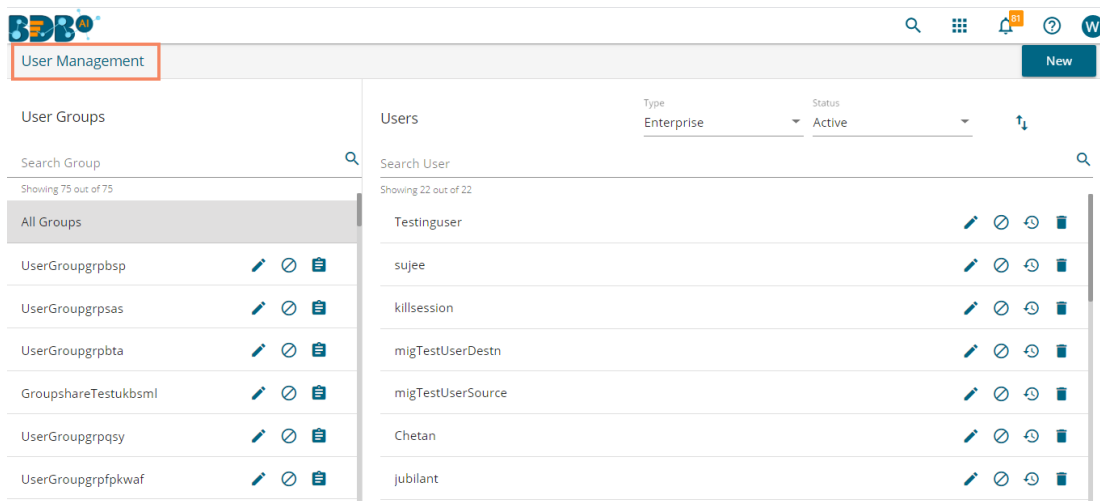 BDB AI
81
W
User Management
New
User Groups
Search Group
Showing 75 out of 75
All Groups
UserGroupgrpbsp
UserGroupgrpsas
UserGroupgrpbta
GroupshareTestukbsml
UserGroupgrpqsy
UserGroupgrpfpkwaf
Users
Type
Enterprise
Status
Active
Search User
Showing 22 out of 22
Testinguser
sujee
killsession
migTestUserDestn
migTestUserSource
Chetan
jubilant